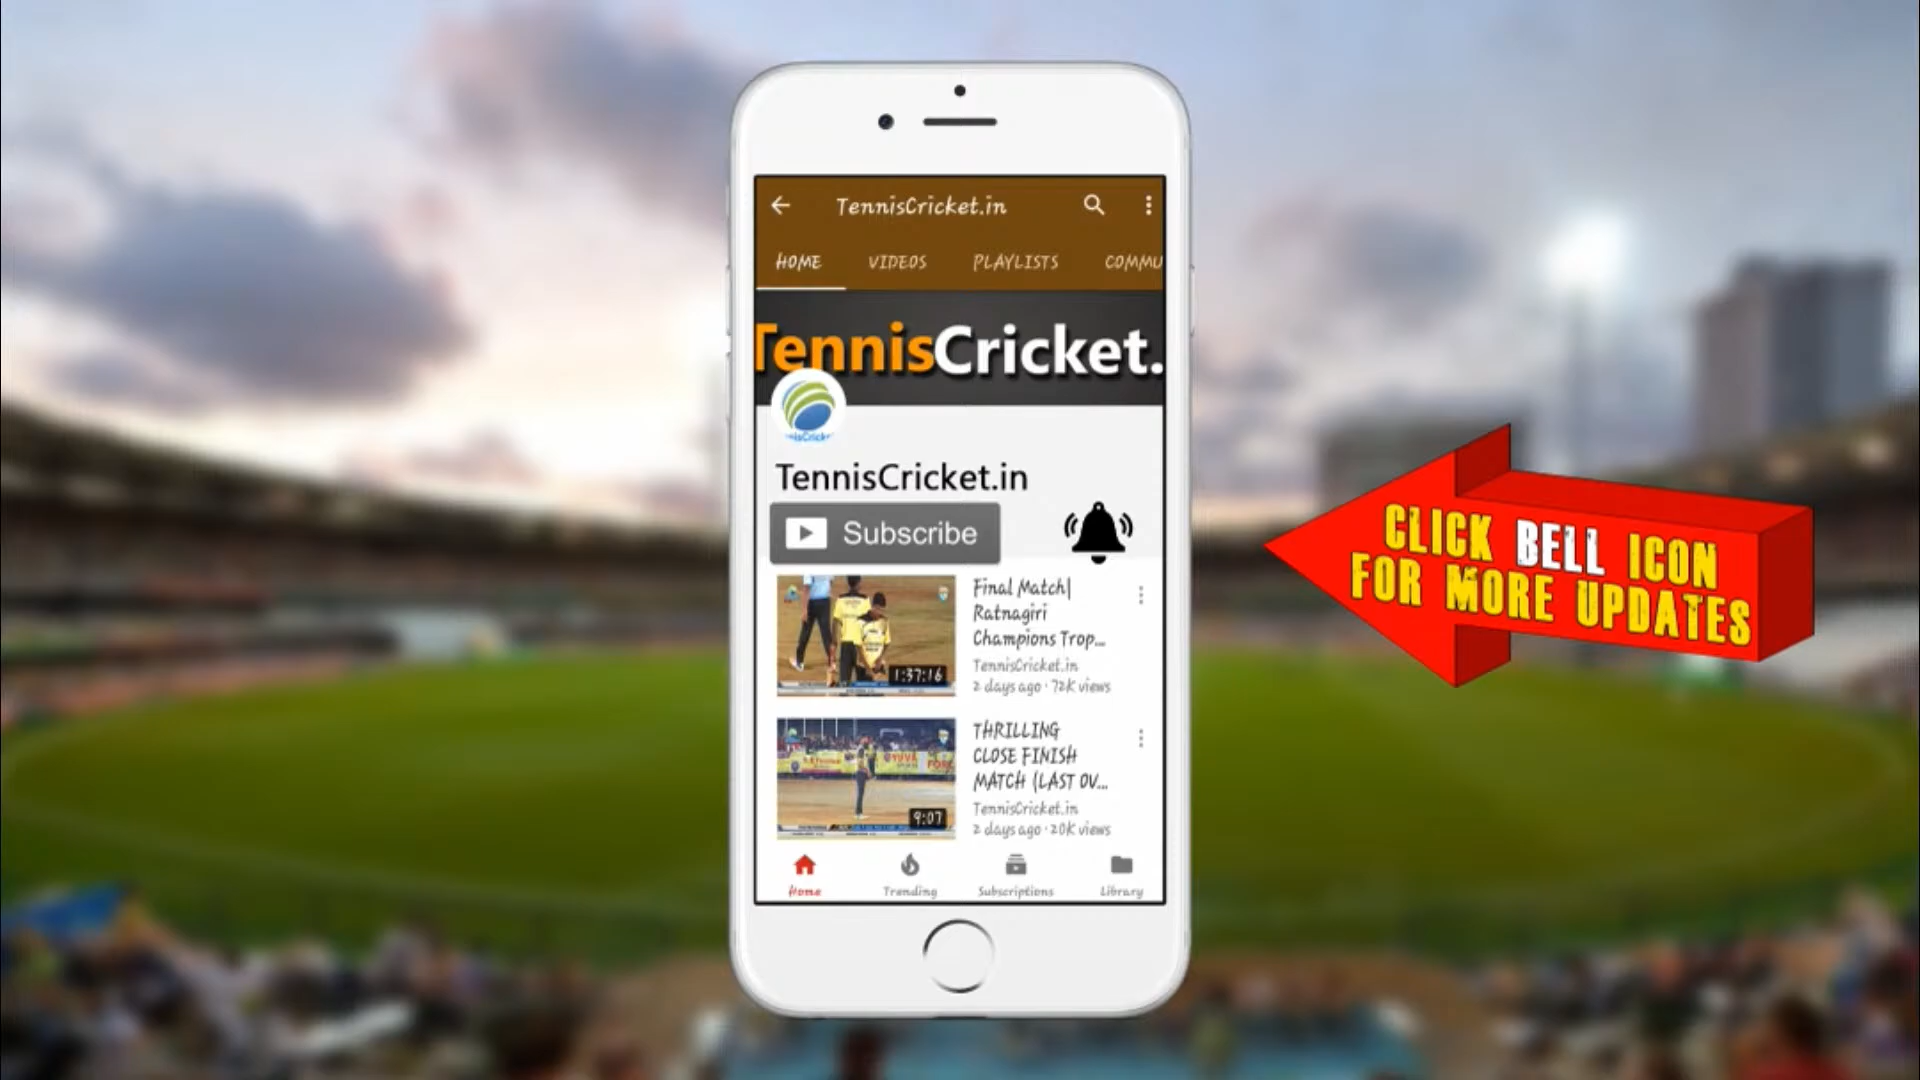 TennisCricket.in
HOME VIDEOS PLAYLISTS COMMU
TennisCricket.
TennisCricket.in
Subscribe
CLICK BELL ICON
FOR MORE UPDATES
Final Match|
Ratnagiri
Champions Trop...
TennisCricket.in
2 days ago · 72K views
1:37:16
THRILLING
CLOSE FINISH
MATCH (LAST OV...
TennisCricket.in
2 days ago · 20K views
9:07
Home Trending Subscriptions Library